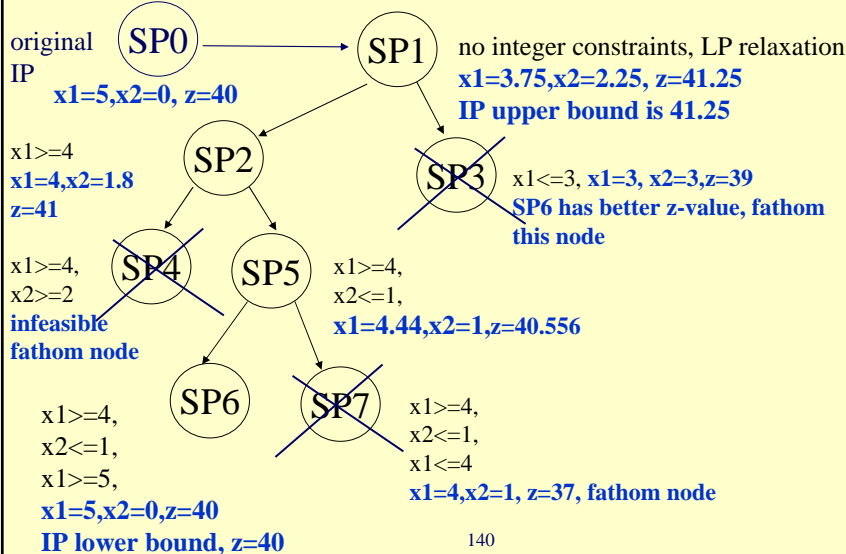 original
IP
SP0
x1=5,x2=0, z=40
SP1
no integer constraints, LP relaxation
x1=3.75,x2=2.25, z=41.25
IP upper bound is 41.25
x1>=4
x1=4,x2=1.8
z=41
SP2
SP3
x1<=3, x1=3, x2=3,z=39
SP6 has better z-value, fathom
this node
x1>=4,
x2>=2
infeasible
fathom node
SP4
SP5
x1>=4,
x2<=1,
x1=4.44,x2=1,z=40.556
SP6
x1>=4,
x2<=1,
x1>=5,
x1=5,x2=0,z=40
IP lower bound, z=40
SP7
x1>=4,
x2<=1,
x1<=4
x1=4,x2=1, z=37, fathom node
140